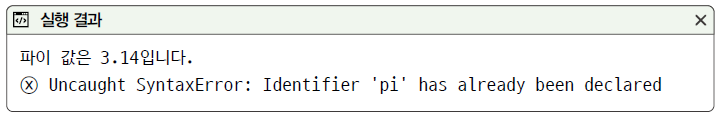 실행 결과
파이 값은 3.14입니다.
ⓧ Uncaught SyntaxError: Identifier 'pi' has already been declared